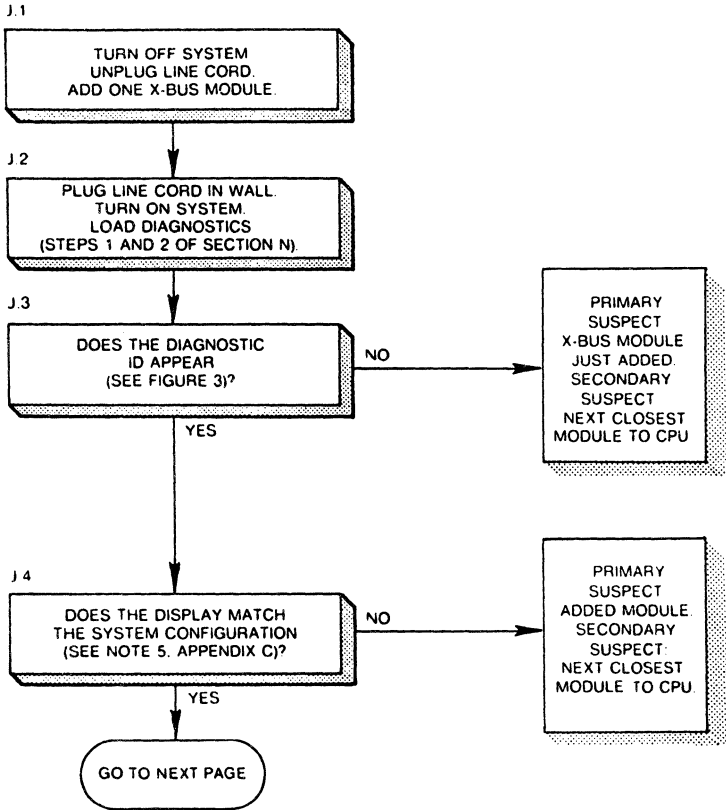 J.1
TURN OFF SYSTEM
UNPLUG LINE CORD.
ADD ONE X-BUS MODULE.
J.2
PLUG LINE CORD IN WALL.
TURN ON SYSTEM.
LOAD DIAGNOSTICS
(STEPS 1 AND 2 OF SECTION N).
J.3
DOES THE DIAGNOSTIC
ID APPEAR
(SEE FIGURE 3)?
NO
PRIMARY
SUSPECT
X-BUS MODULE
JUST ADDED.
SECONDARY
SUSPECT
NEXT CLOSEST
MODULE TO CPU
YES
J 4
DOES THE DISPLAY MATCH
THE SYSTEM CONFIGURATION
(SEE NOTE 5. APPENDIX C)?
NO
PRIMARY
SUSPECT
ADDED MODULE.
SECONDARY
SUSPECT:
NEXT CLOSEST
MODULE TO CPU.
YES
GO TO NEXT PAGE